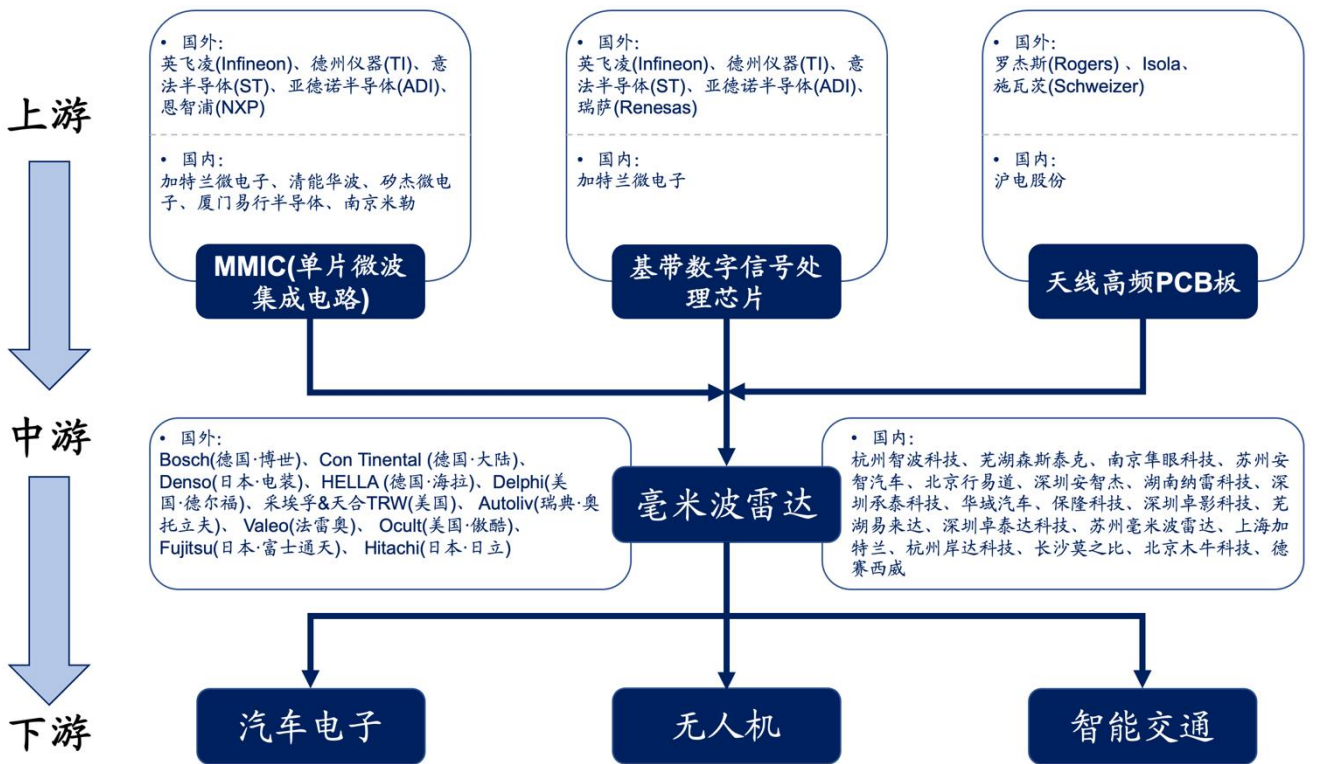 上游
• 国外:
英飞凌(Infineon)、德州仪器(TI)、意
法半导体(ST)、亚德诺半导体(ADI)、
恩智浦(NXP)
• 国内:
加特兰微电子、清能华波、矽杰微电
子、厦门易行半导体、南京米勒
MMIC(单片微波
集成电路)
• 国外:
英飞凌(Infineon)、德州仪器(TI)、意
法半导体(ST)、亚德诺半导体(ADI)、
瑞萨(Renesas)
• 国内:
加特兰微电子
基带数字信号处
理芯片
• 国外:
罗杰斯(Rogers) 、Isola、
施瓦茨(Schweizer)
国内:
沪电股份
天线高频PCB板
中游
• 国外:
Bosch(德国·博世)、Con Tinental (德国·大陆)、
Denso(日本·电装)、HELLA (德国·海拉)、Delphi(美
国·德尔福)、采埃孚&天合TRW(美国)、 Autoliv(瑞典·奥
托立夫)、 Valeo(法雷奥)、 Ocult(美国·傲酷)、
Fujitsu(日本·富士通天)、 Hitachi(日本·日立)
毫米波雷达
• 国内:
杭州智波科技、芜湖森斯泰克、南京隼眼科技、苏州安
智汽车、北京行易道、深圳安智杰、湖南纳雷科技、深
圳承泰科技、华域汽车、保隆科技、深圳卓影科技、芜
湖易来达、深圳卓泰达科技、苏州毫米波雷达、上海加
特兰、杭州岸达科技、长沙莫之比、北京木牛科技、德
赛西威
下游
汽车电子
无人机
智能交通